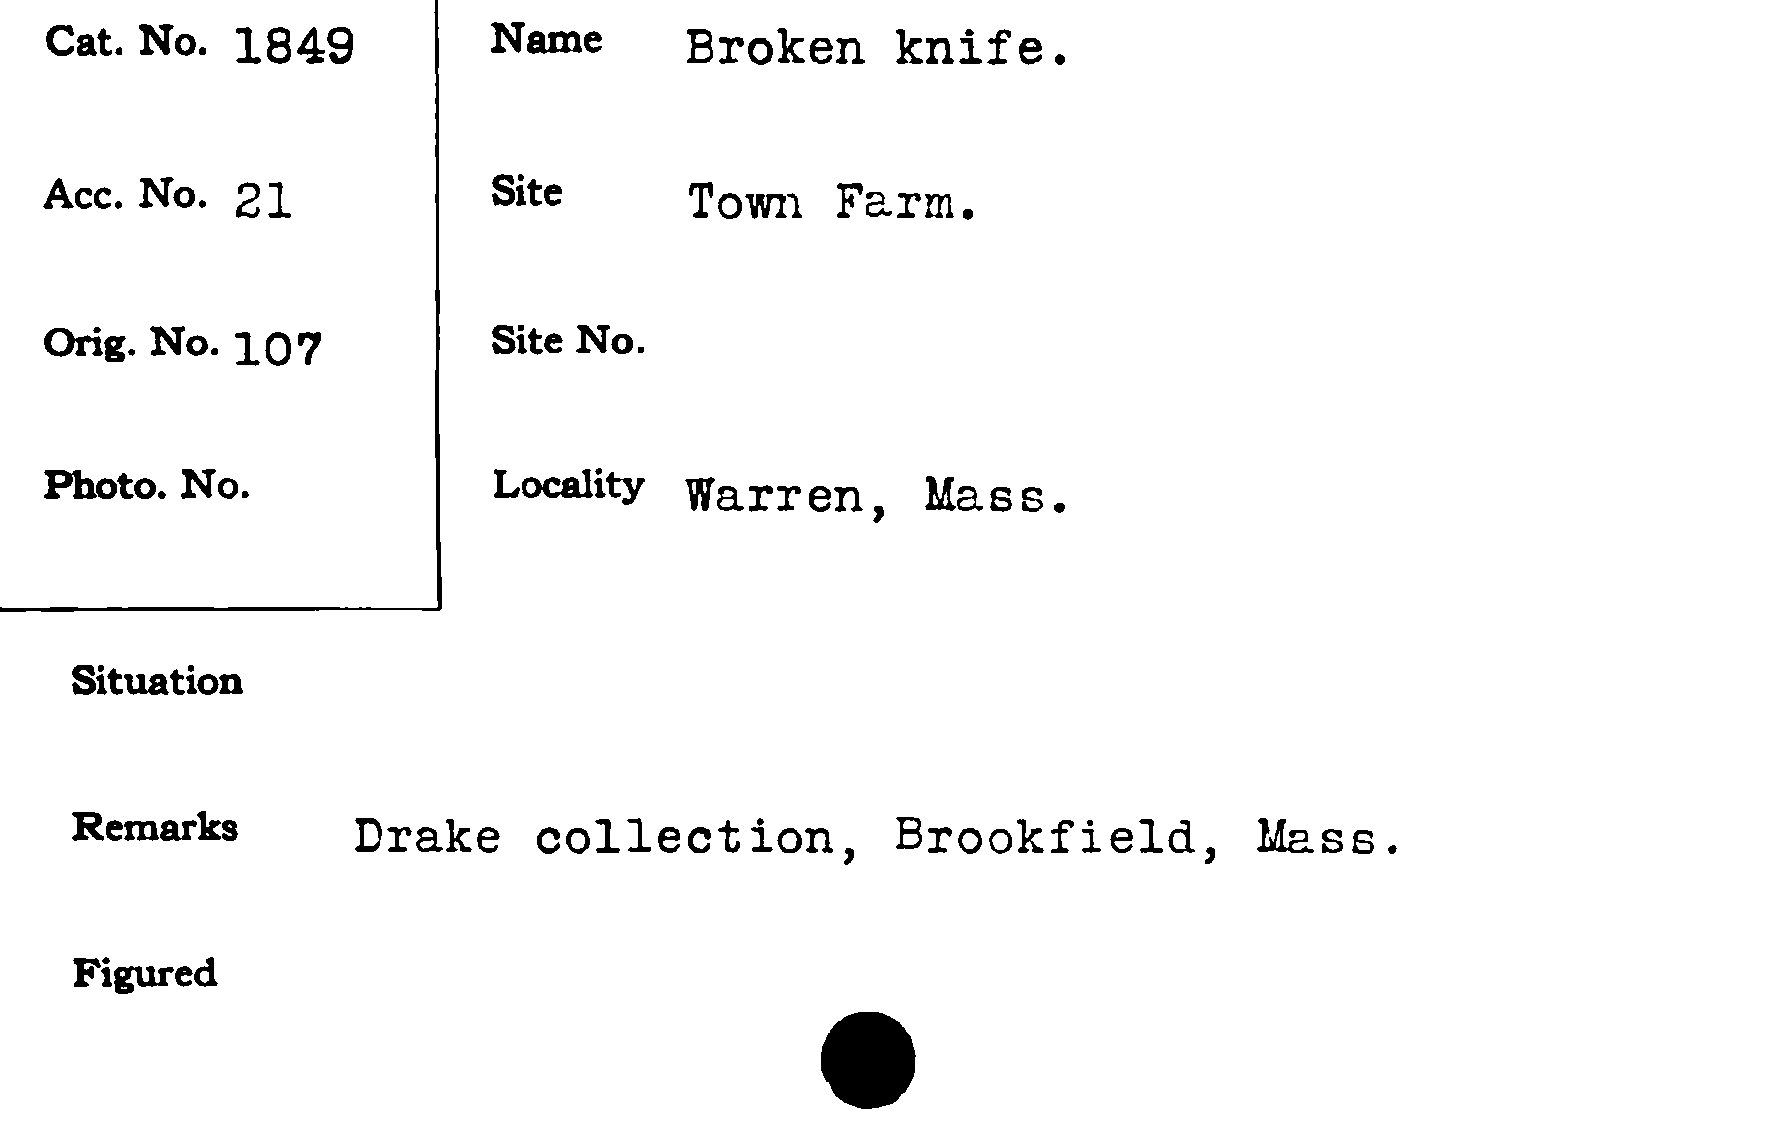 Cat. No. 1849
Acc. No. 21
Orig. No. 107
Photo. No.
Name Broken knife.
Site Town Farm.
Site No.
Locality Warren, Mass.
Situation
Remarks Drake collection, Brookfield, Mass.
Figured